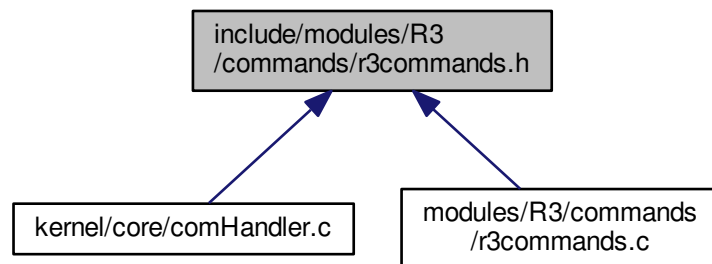 include/modules/R3
/commands/r3commands.h
kernel/core/comHandler.c
modules/R3/commands
/r3commands.c